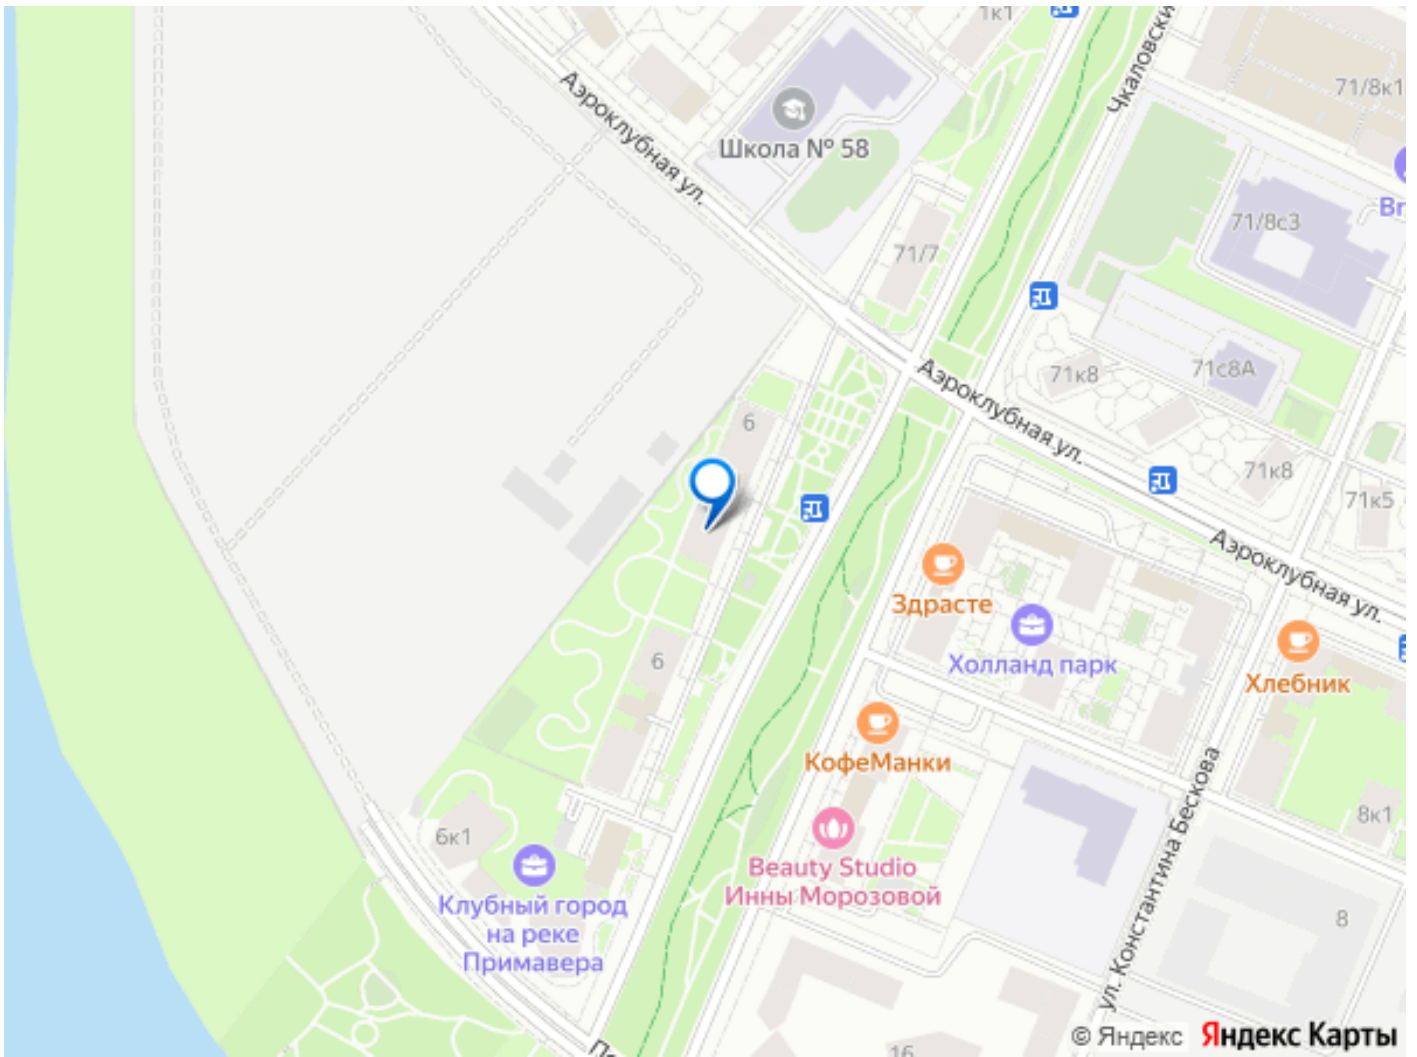 1к1
Чкаловски
71/8к1
Аэроклубная ул.
Школа № 58
Br
71/8с3
71/7
71к8
71с8А
Аэроклубная ул.
6
71к8
71к5
Аэроклубная ул.
Здрасте
Холланд парк
Хлебник
6
КофеМанки
ул. Константина Бескова
8к1
6к1
Beauty Studio
Инны Морозовой
Клубный город
на реке
Примавера
8
16
© Яндекс Яндекс Карты